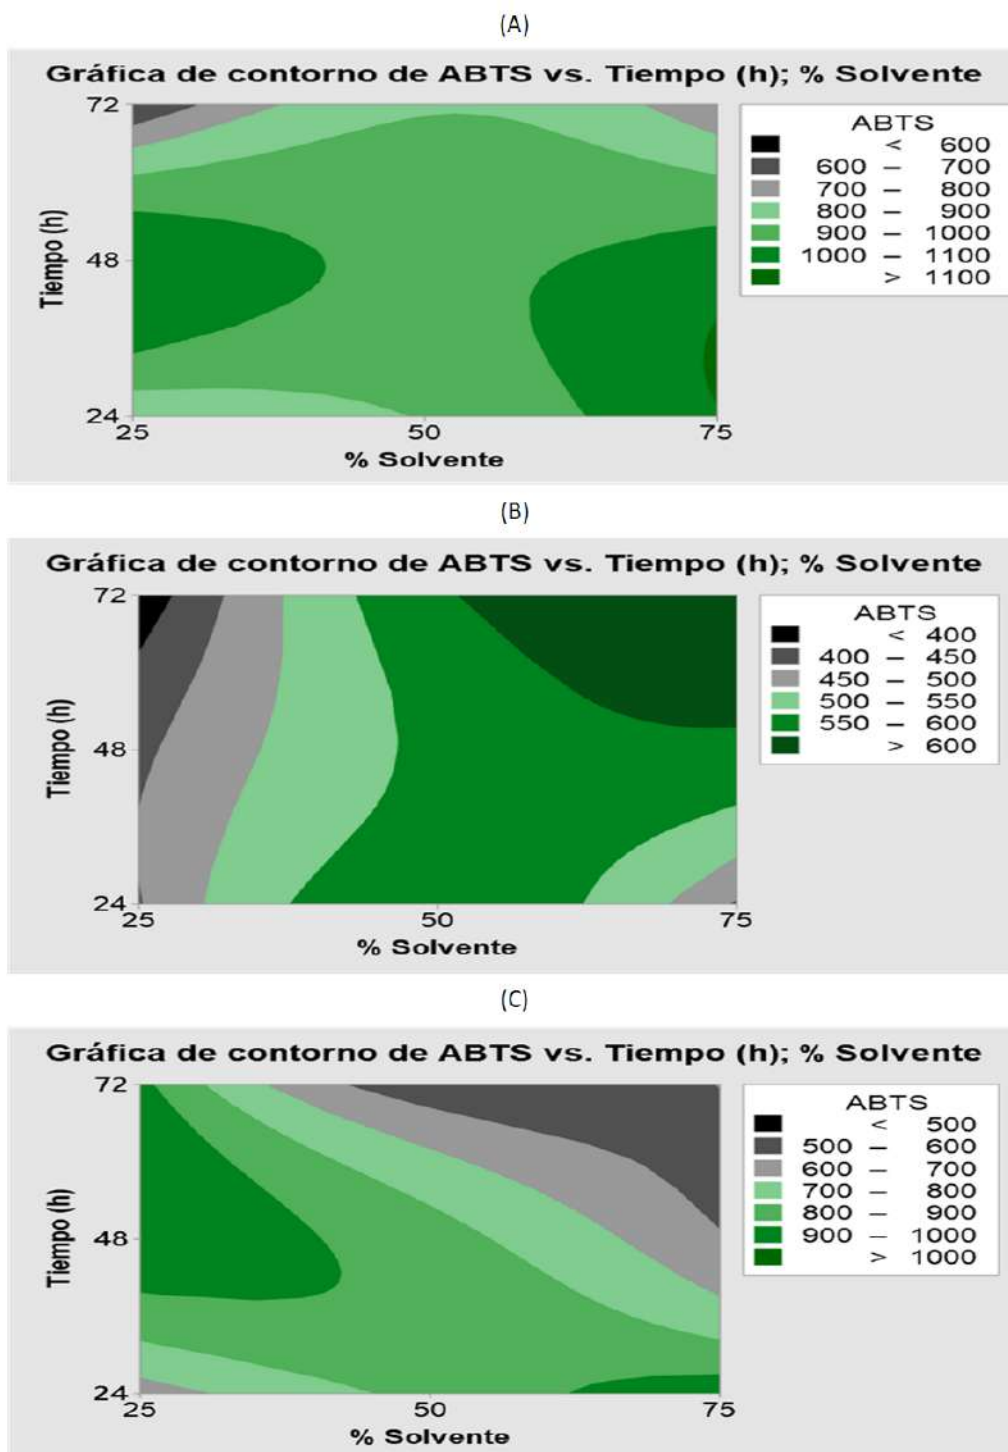 (A)
Gráfica de contorno de ABTS vs. Tiempo (h); % Solvente
ABTS
< 600
600 – 700
700 – 800
800 – 900
900 – 1000
1000 – 1100
> 1100
Tiempo (h)
72
48
24
25 50 75
% Solvente
(B)
Gráfica de contorno de ABTS vs. Tiempo (h); % Solvente
ABTS
< 400
400 – 450
450 – 500
500 – 550
550 – 600
> 600
Tiempo (h)
72
48
24
25 50 75
% Solvente
(C)
Gráfica de contorno de ABTS vs. Tiempo (h); % Solvente
ABTS
< 500
500 – 600
600 – 700
700 – 800
800 – 900
900 – 1000
> 1000
Tiempo (h)
72
48
24
25 50 75
% Solvente